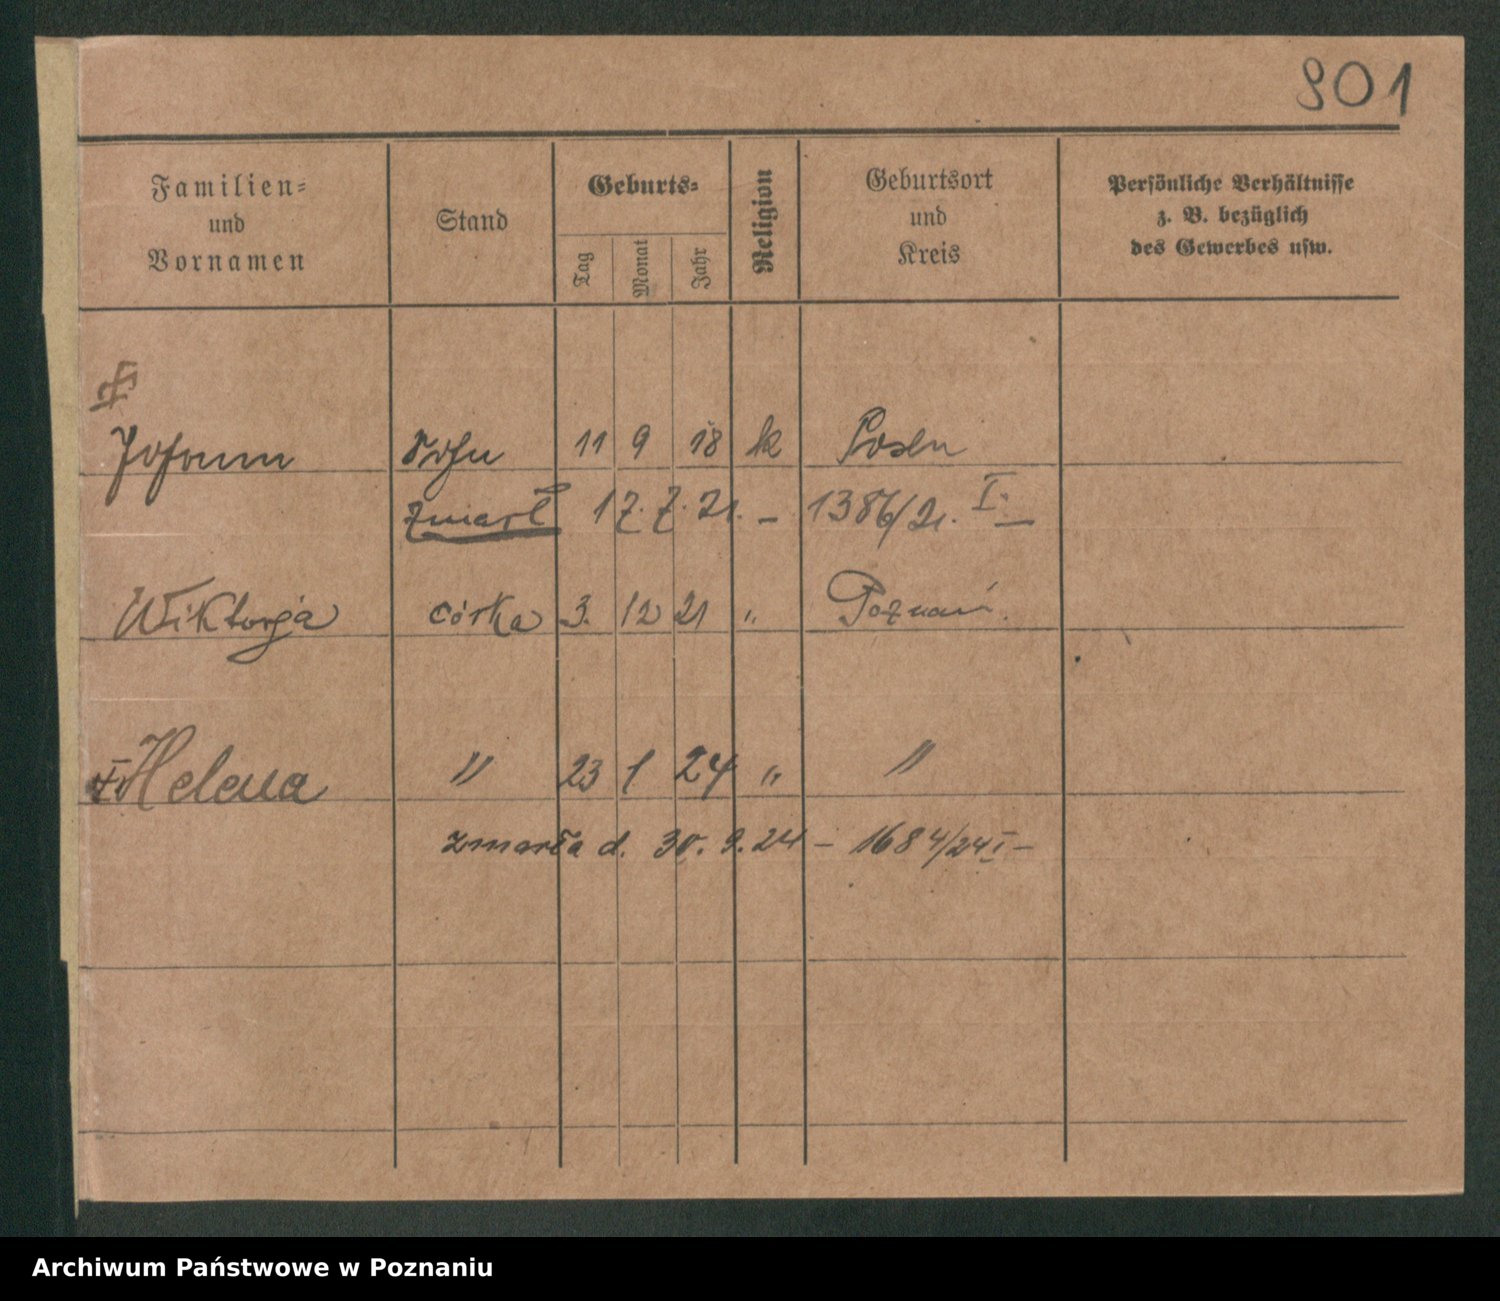 901
Familien= und Vornamen
Stand
Geburts=
Tag
Monat
Jahr
Religion
Geburtsort und Kreis
Persönliche Verhältnisse z. B. bezüglich des Gewerbes usw.
Johann Sohn 11 9 18 k Posen
zmarł 17. 7. 21. – 1386/21. I. –
Wiktorja córka 3. 12 21 " Poznań.
Helena " 23 1 24 " "
zmarła d. 30. 9. 24 – 1684/24 I –
Archiwum Państwowe w Poznaniu